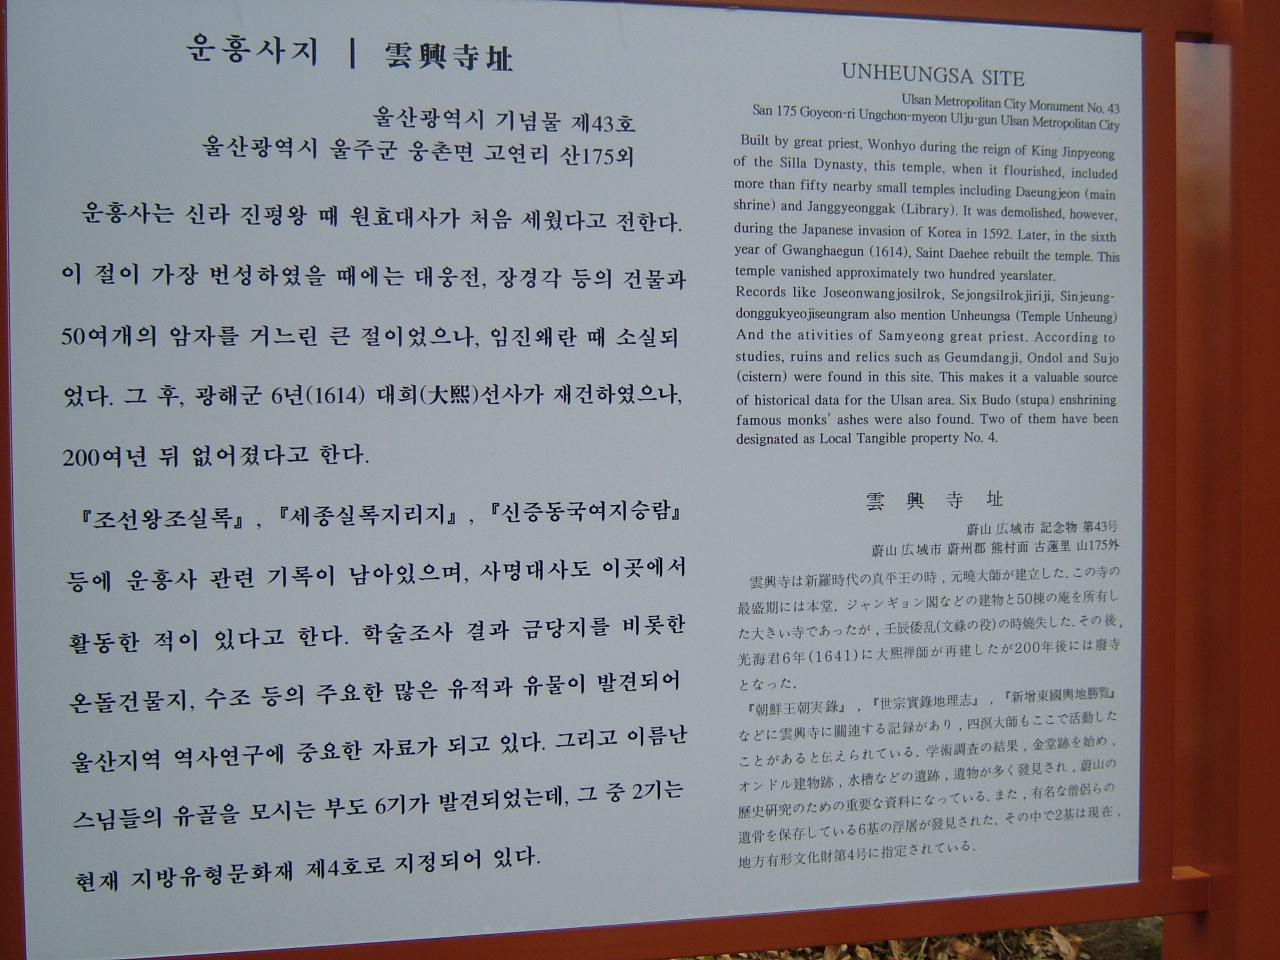 운흥사지 | 雲興寺址
울산광역시 기념물 제43호
울산광역시 울주군 웅촌면 고연리 산175외
운흥사는 신라 진평왕 때 원효대사가 처음 세웠다고 전한다.
이 절이 가장 번성하였을 때에는 대웅전, 장경각 등의 건물과
50여개의 암자를 거느린 큰 절이었으나, 임진왜란 때 소실되
었다. 그 후, 광해군 6년(1614) 대희(大熙)선사가 재건하였으나,
200여년 뒤 없어졌다고 한다.
『조선왕조실록』, 『세종실록지리지』, 『신증동국여지승람』
등에 운흥사 관련 기록이 남아있으며, 사명대사도 이곳에서
활동한 적이 있다고 한다. 학술조사 결과 금당지를 비롯한
온돌건물지, 수조 등의 주요한 많은 유적과 유물이 발견되어
울산지역 역사연구에 중요한 자료가 되고 있다. 그리고 이름난
스님들의 유골을 모시는 부도 6기가 발견되었는데, 그 중 2기는
현재 지방유형문화재 제4호로 지정되어 있다.
UNHEUNGSA SITE
Ulsan Metropolitan City Monument No. 43
San 175 Goyeon-ri Ungchon-myeon Ulju-gun Ulsan Metropolitan City
Built by great priest, Wonhyo during the reign of King Jinpyeong
of the Silla Dynasty, this temple, when it flourished, included
more than fifty nearby small temples including Daeungjeon (main
shrine) and Janggyeonggak (Library). It was demolished, however,
during the Japanese invasion of Korea in 1592. Later, in the sixth
year of Gwanghaegun (1614), Saint Daehee rebuilt the temple. This
temple vanished approximately two hundred yearslater.
Records like Joseonwangjosilrok, Sejongsilrokjiriji, Sinjeung-
donggukyeojiseungram also mention Unheungsa (Temple Unheung)
And the ativities of Samyeong great priest. According to
studies, ruins and relics such as Geumdangji, Ondol and Sujo
(cistern) were found in this site. This makes it a valuable source
of historical data for the Ulsan area. Six Budo (stupa) enshrining
famous monks' ashes were also found. Two of them have been
designated as Local Tangible property No. 4.
雲興寺址
蔚山 広域市 記念物 第43号
蔚山 広域市 蔚州郡 熊村面 古蓮里 山175外
雲興寺は新羅時代の真平王の時, 元曉大師が建立した. この寺の
最盛期には本堂, ジャンギョン閣などの建物と50棟の庵を所有し
た大きい寺であったが, 壬辰倭乱(文祿の役)の時焼失した. その後,
光海君6年(1641)に大熙禅師が再建したが200年後には廢寺
となった.
『朝鮮王朝実錄』, 『世宗實錄地理志』, 『新增東國輿地勝覧』
などに雲興寺に關連する記録があり, 四溟大師もここで活動した
ことがあると伝えられている. 学術調査の結果, 金堂跡を始め,
オンドル建物跡, 水槽などの遺跡, 遺物が多く發見され, 蔚山の
歷史研究のための重要な資料になっている. また, 有名な僧侶らの
遺骨を保存している6基の浮屠が發見された. その中で2基は現在,
地方有形文化財第4号に指定されている.